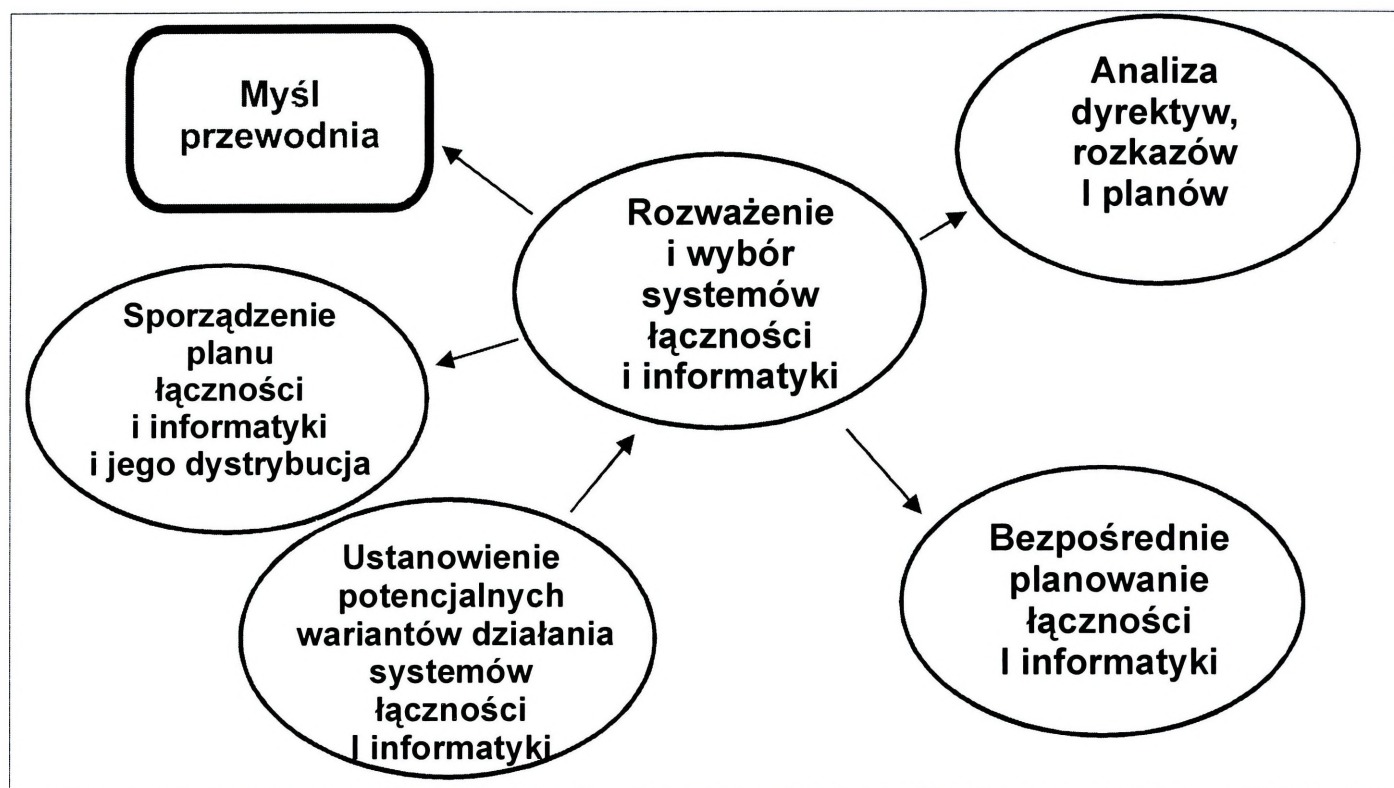 Myśl
przewodnia
Analiza
dyrektyw,
rozkazów
I planów
Rozważenie
i wybór
systemów
łączności
i informatyki
Sporządzenie
planu
łączności
i informatyki
i jego dystrybucja
Ustanowienie
potencjalnych
wariantów działania
systemów
łączności
I informatyki
Bezpośrednie
planowanie
łączności
I informatyki